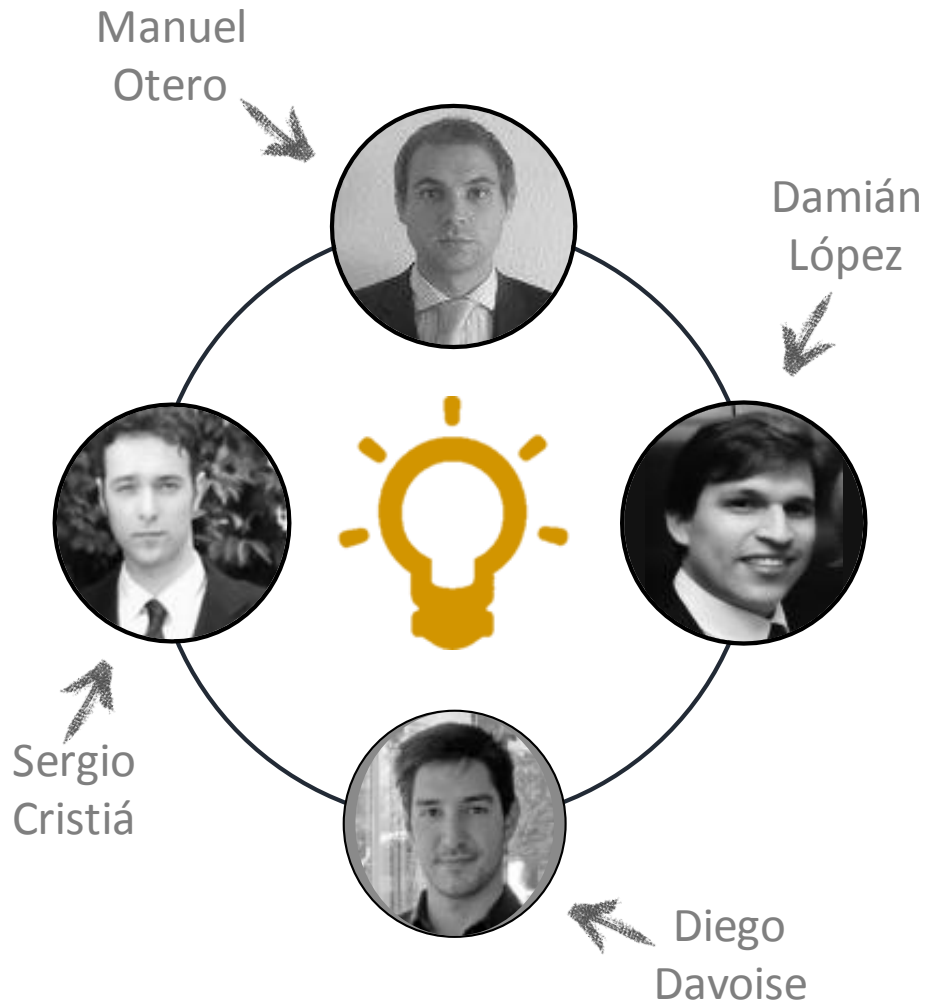 Manuel
Otero
Damián
López
Sergio
Cristiá
Diego
Davoise